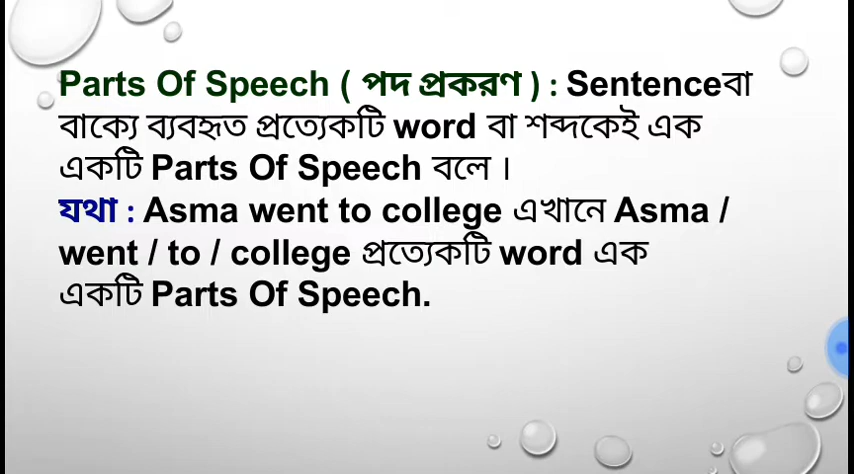 Parts Of Speech ( পদ প্রকরণ ) : Sentenceবা
বাক্যে ব্যবহৃত প্রত্যেকটি word বা শব্দকেই এক
একটি Parts Of Speech বলে ।
যথা : Asma went to college এখানে Asma /
went / to / college প্রত্যেকটি word এক
একটি Parts Of Speech.